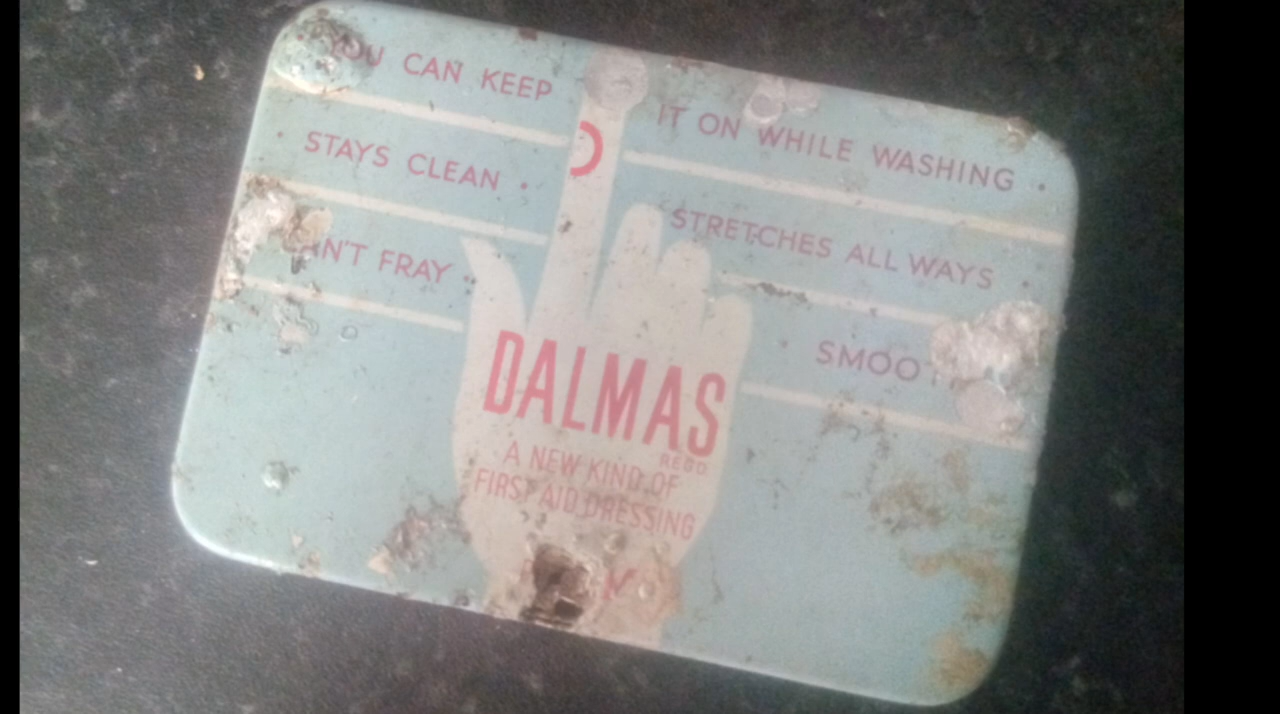 YOU CAN KEEP
IT ON WHILE WASHING •
• STAYS CLEAN •
STRETCHES ALL WAYS •
FRAY •
•
DALMAS
REGD.
A NEW KIND OF
FIRST AID DRESSING